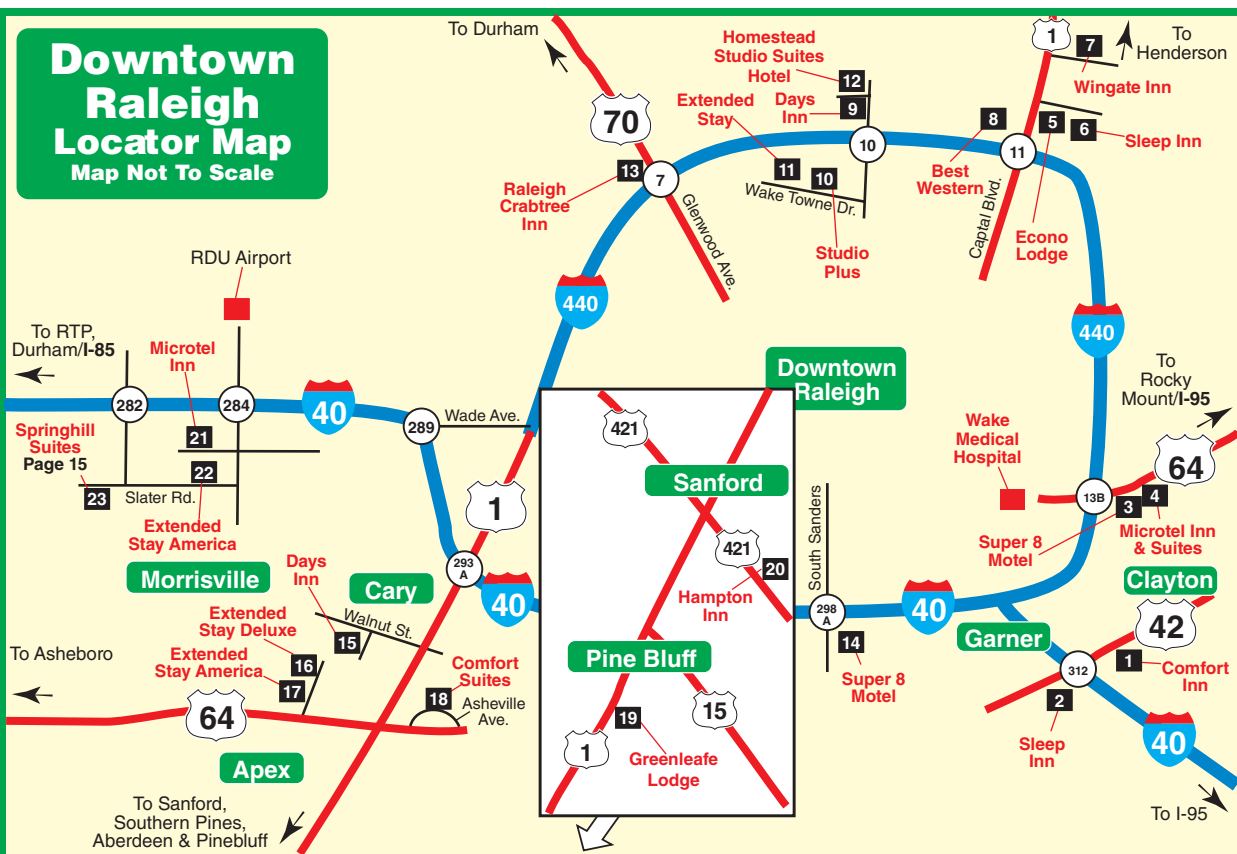 Downtown
Raleigh
Locator Map
Map Not To Scale
To Durham
70
Homestead
Studio Suites
Hotel
12
Extended
Stay
Days
Inn
9
1
7
To
Henderson
Wingate Inn
8
5
6
Sleep Inn
10
11
13
7
11
10
Wake Towne Dr.
Best
Western
Raleigh
Crabtree
Inn
Glenwood Ave.
Studio
Plus
Captal Blvd.
Econo
Lodge
RDU Airport
440
440
To RTP,
Durham/I-85
Microtel
Inn
282
284
40
289
Wade Ave.
Downtown
Raleigh
To
Rocky
Mount/I-95
Springhill
Suites
Page 15
21
22
23
Slater Rd.
Extended
Stay America
421
Sanford
1
Wake
Medical
Hospital
64
13B
3
4
Super 8
Motel
Microtel Inn
& Suites
Morrisville
Days
Inn
Cary
293
A
40
421
20
Hampton
Inn
South Sanders
298
A
40
Clayton
42
Extended
Stay Deluxe
Walnut St.
15
16
Extended
Stay America
17
To Asheboro
64
Comfort
Suites
18
Asheville
Ave.
Pine Bluff
14
Super 8
Motel
Garner
312
1
Comfort
Inn
2
Sleep
Inn
40
15
19
1
Greenleafe
Lodge
Apex
To Sanford,
Southern Pines,
Aberdeen & Pinebluff
To I-95